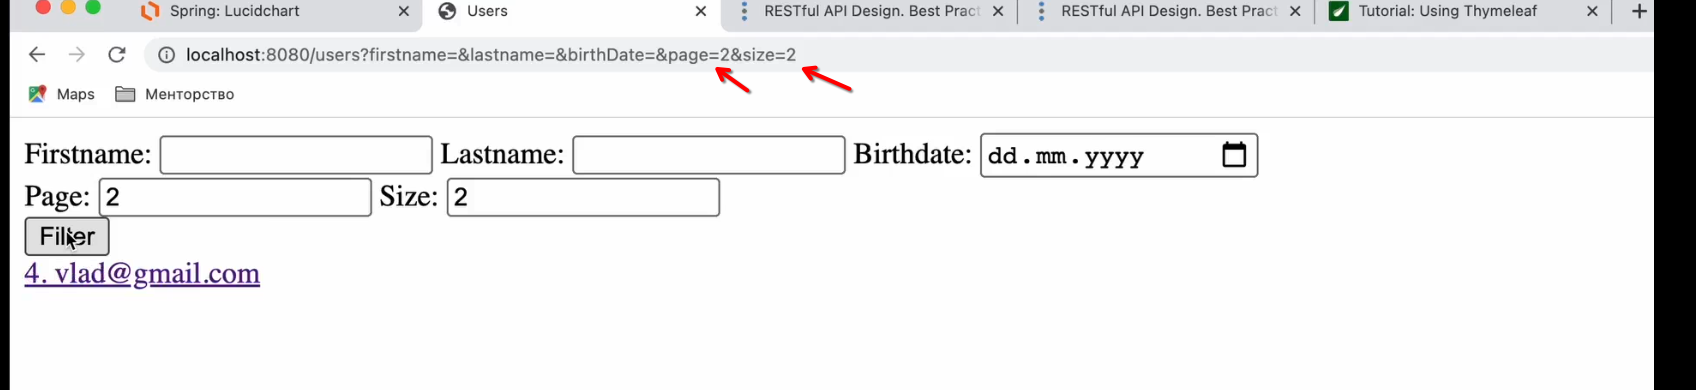 Spring: Lucidchart
Users
RESTful API Design. Best Pract
RESTful API Design. Best Pract
Tutorial: Using Thymeleaf
localhost:8080/users?firstname=&lastname=&birthDate=&page=2&size=2
Maps Менторство
Firstname: Lastname: Birthdate: dd.mm.yyyy
Page: 2 Size: 2
Filter
4. vlad@gmail.com